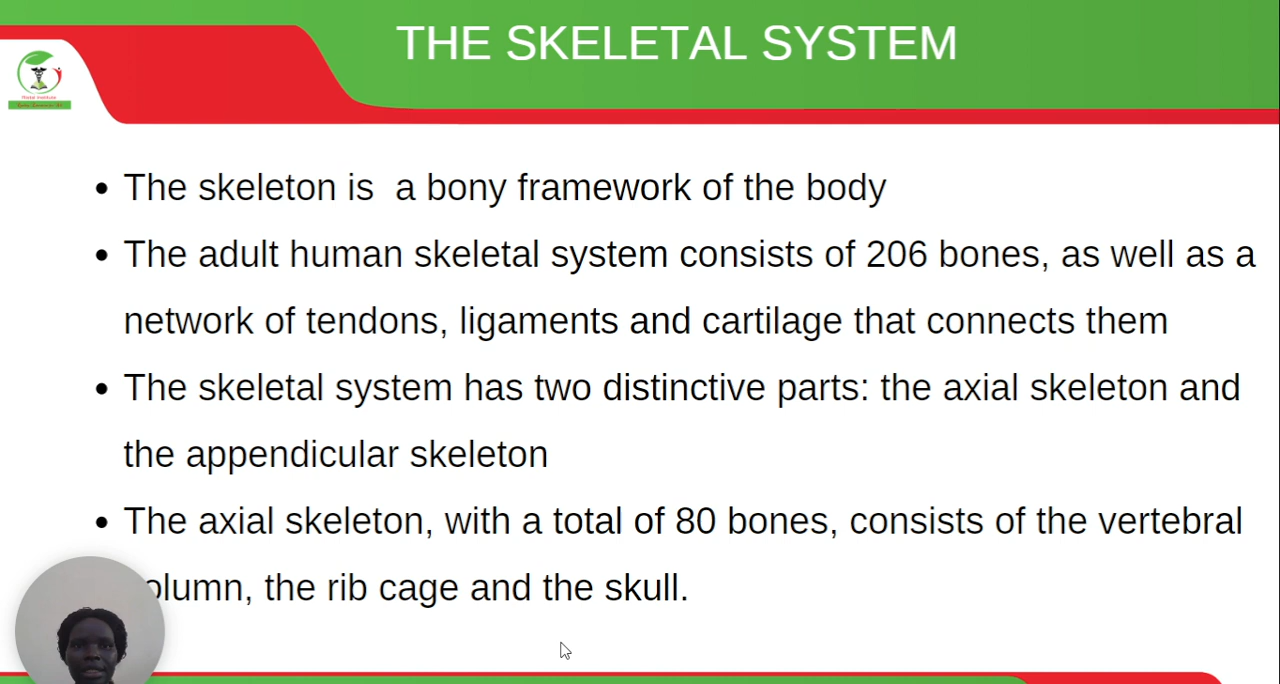 THE SKELETAL SYSTEM
• The skeleton is  a bony framework of the body
• The adult human skeletal system consists of 206 bones, as well as a
network of tendons, ligaments and cartilage that connects them
• The skeletal system has two distinctive parts: the axial skeleton and
the appendicular skeleton
• The axial skeleton, with a total of 80 bones, consists of the vertebral
olumn, the rib cage and the skull.